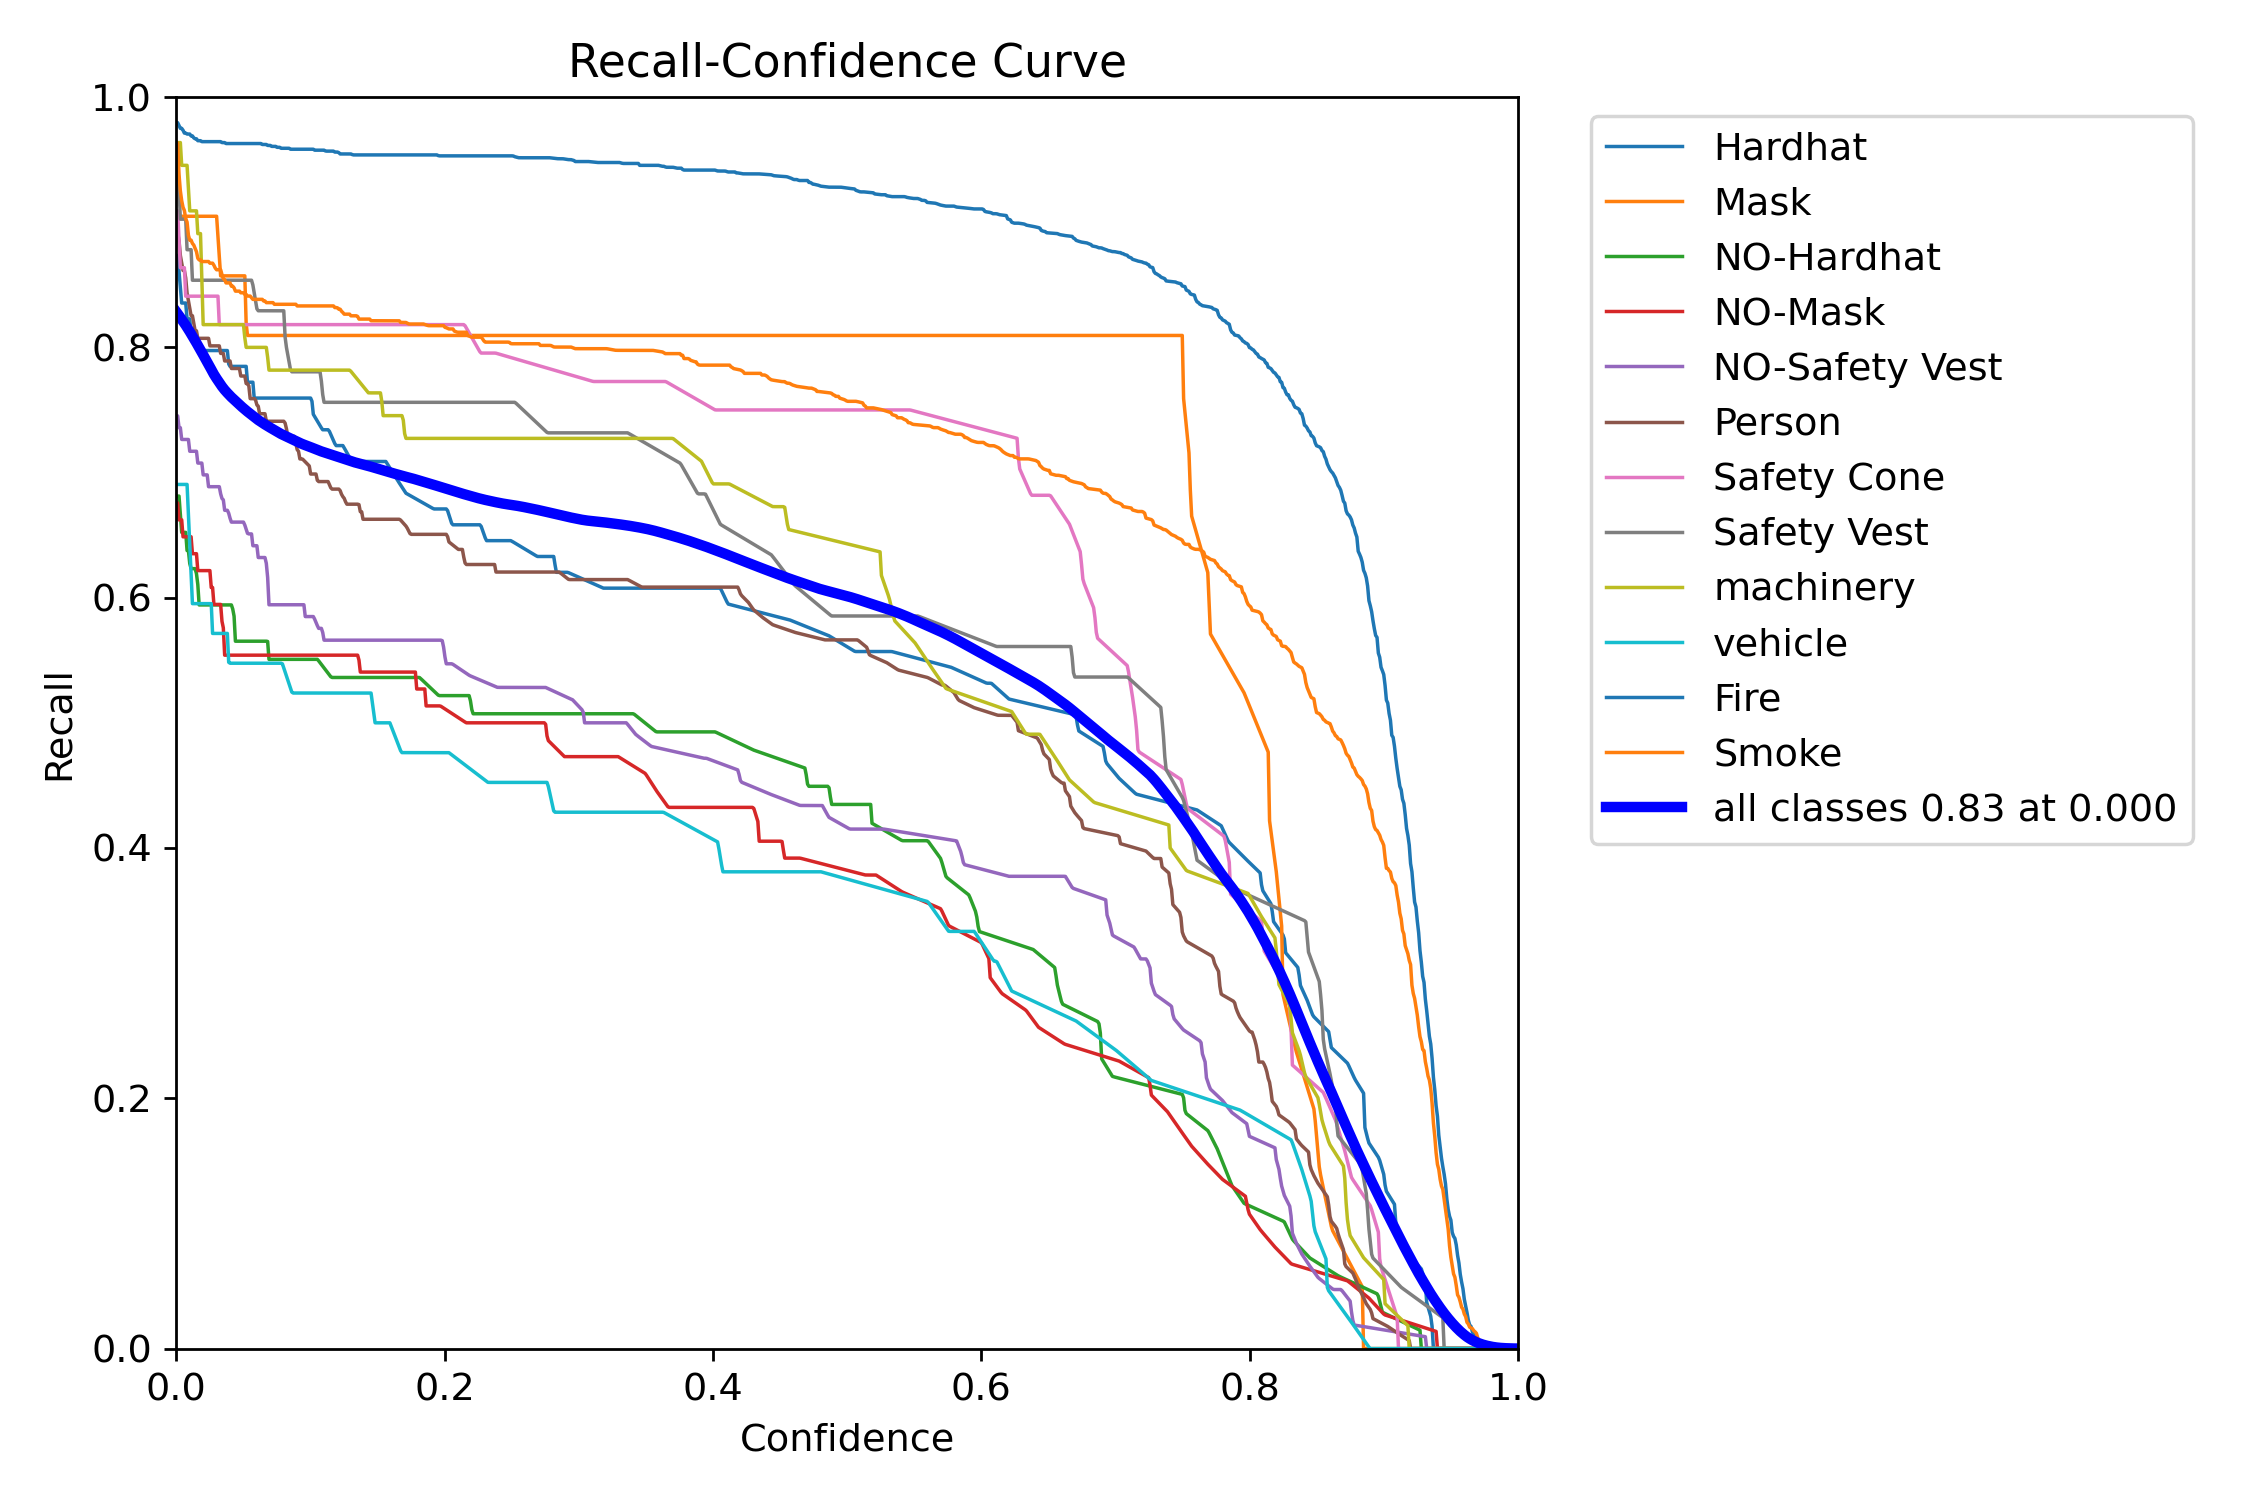 Recall-Confidence Curve
1.0
0.8
0.6
0.4
0.2
0.0
Recall
0.0 0.2 0.4 0.6 0.8 1.0
Confidence
Hardhat
Mask
NO-Hardhat
NO-Mask
NO-Safety Vest
Person
Safety Cone
Safety Vest
machinery
vehicle
Fire
Smoke
all classes 0.83 at 0.000